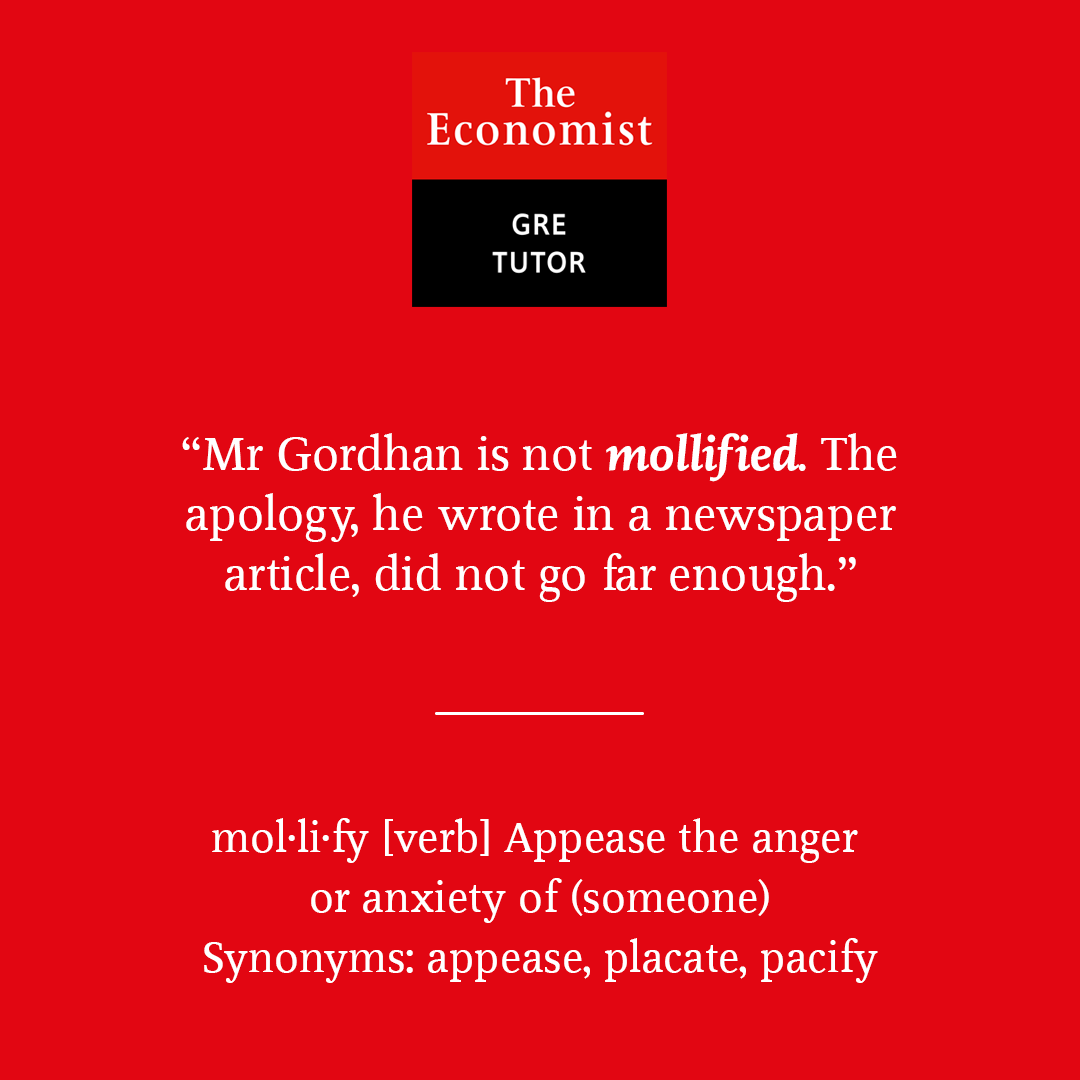 The
Economist
GRE
TUTOR
“Mr Gordhan is not mollified. The
apology, he wrote in a newspaper
article, did not go far enough.”
mol·li·fy [verb] Appease the anger
or anxiety of (someone)
Synonyms: appease, placate, pacify